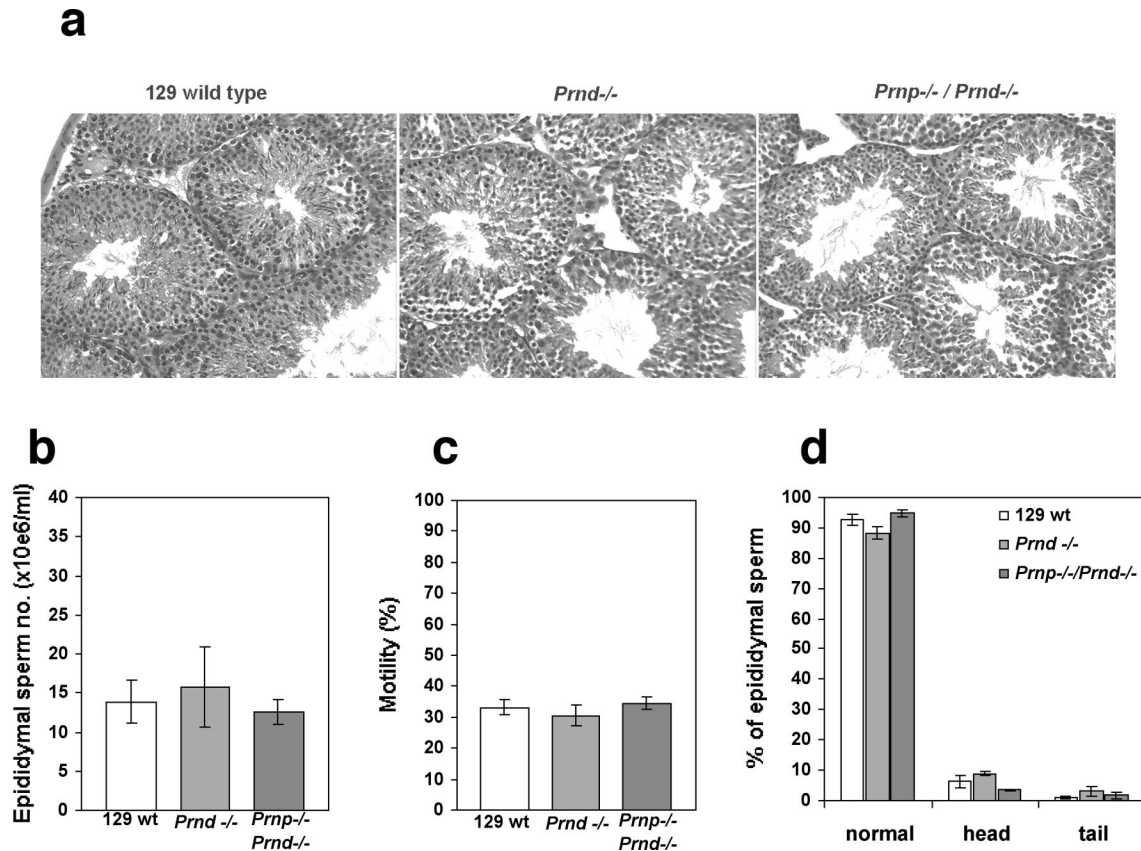 a
129 wild type
Prnd-/-
Prnp-/- / Prnd-/-
b
Epididymal sperm no. (x10e6/ml)
40
35
30
25
20
15
10
5
0
129 wt
Prnd -/-
Prnp-/-
Prnd-/-
c
Motility (%)
100
90
80
70
60
50
40
30
20
10
0
129 wt
Prnd -/-
Prnp-/-
Prnd-/-
d
% of epididymal sperm
100
90
80
70
60
50
40
30
20
10
0
129 wt
Prnd -/-
Prnp-/-/Prnd-/-
normal
head
tail